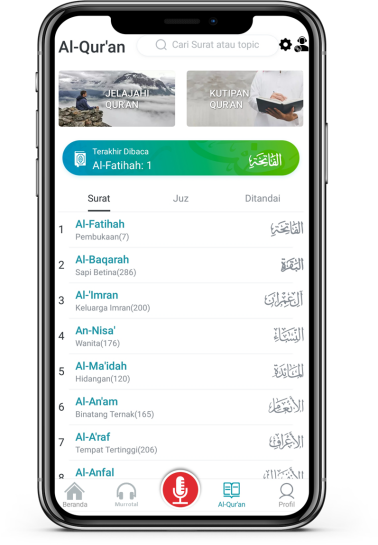 Al-Qur'an
Cari Surat atau topic
JELAJAHI
QURAN
KUTIPAN
QURAN
Terakhir Dibaca
Al-Fatihah: 1
الفاتحة
Surat Juz Ditandai
1 Al-Fatihah الفاتحة
Pembukaan(7)
2 Al-Baqarah البقرة
Sapi Betina(286)
3 Al-'Imran آل عمران
Keluarga Imran(200)
4 An-Nisa' النساء
Wanita(176)
5 Al-Ma'idah المائدة
Hidangan(120)
6 Al-An'am الأنعام
Binatang Ternak(165)
7 Al-A'raf الأعراف
Tempat Tertinggi(206)
8 Al-Anfal
Beranda Murrotal Al-Qur'an Profil